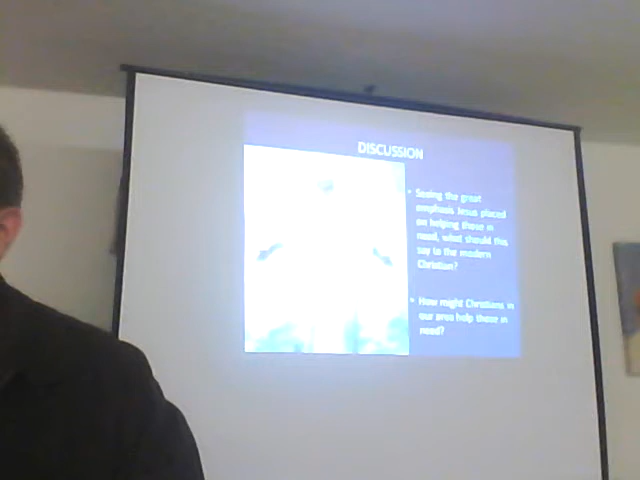 DISCUSSION
• Seeing the great
emphasis Jesus placed
on helping those in
need, what should this
say to the modern
Christian?
• How might Christians in
our area help those in
need?